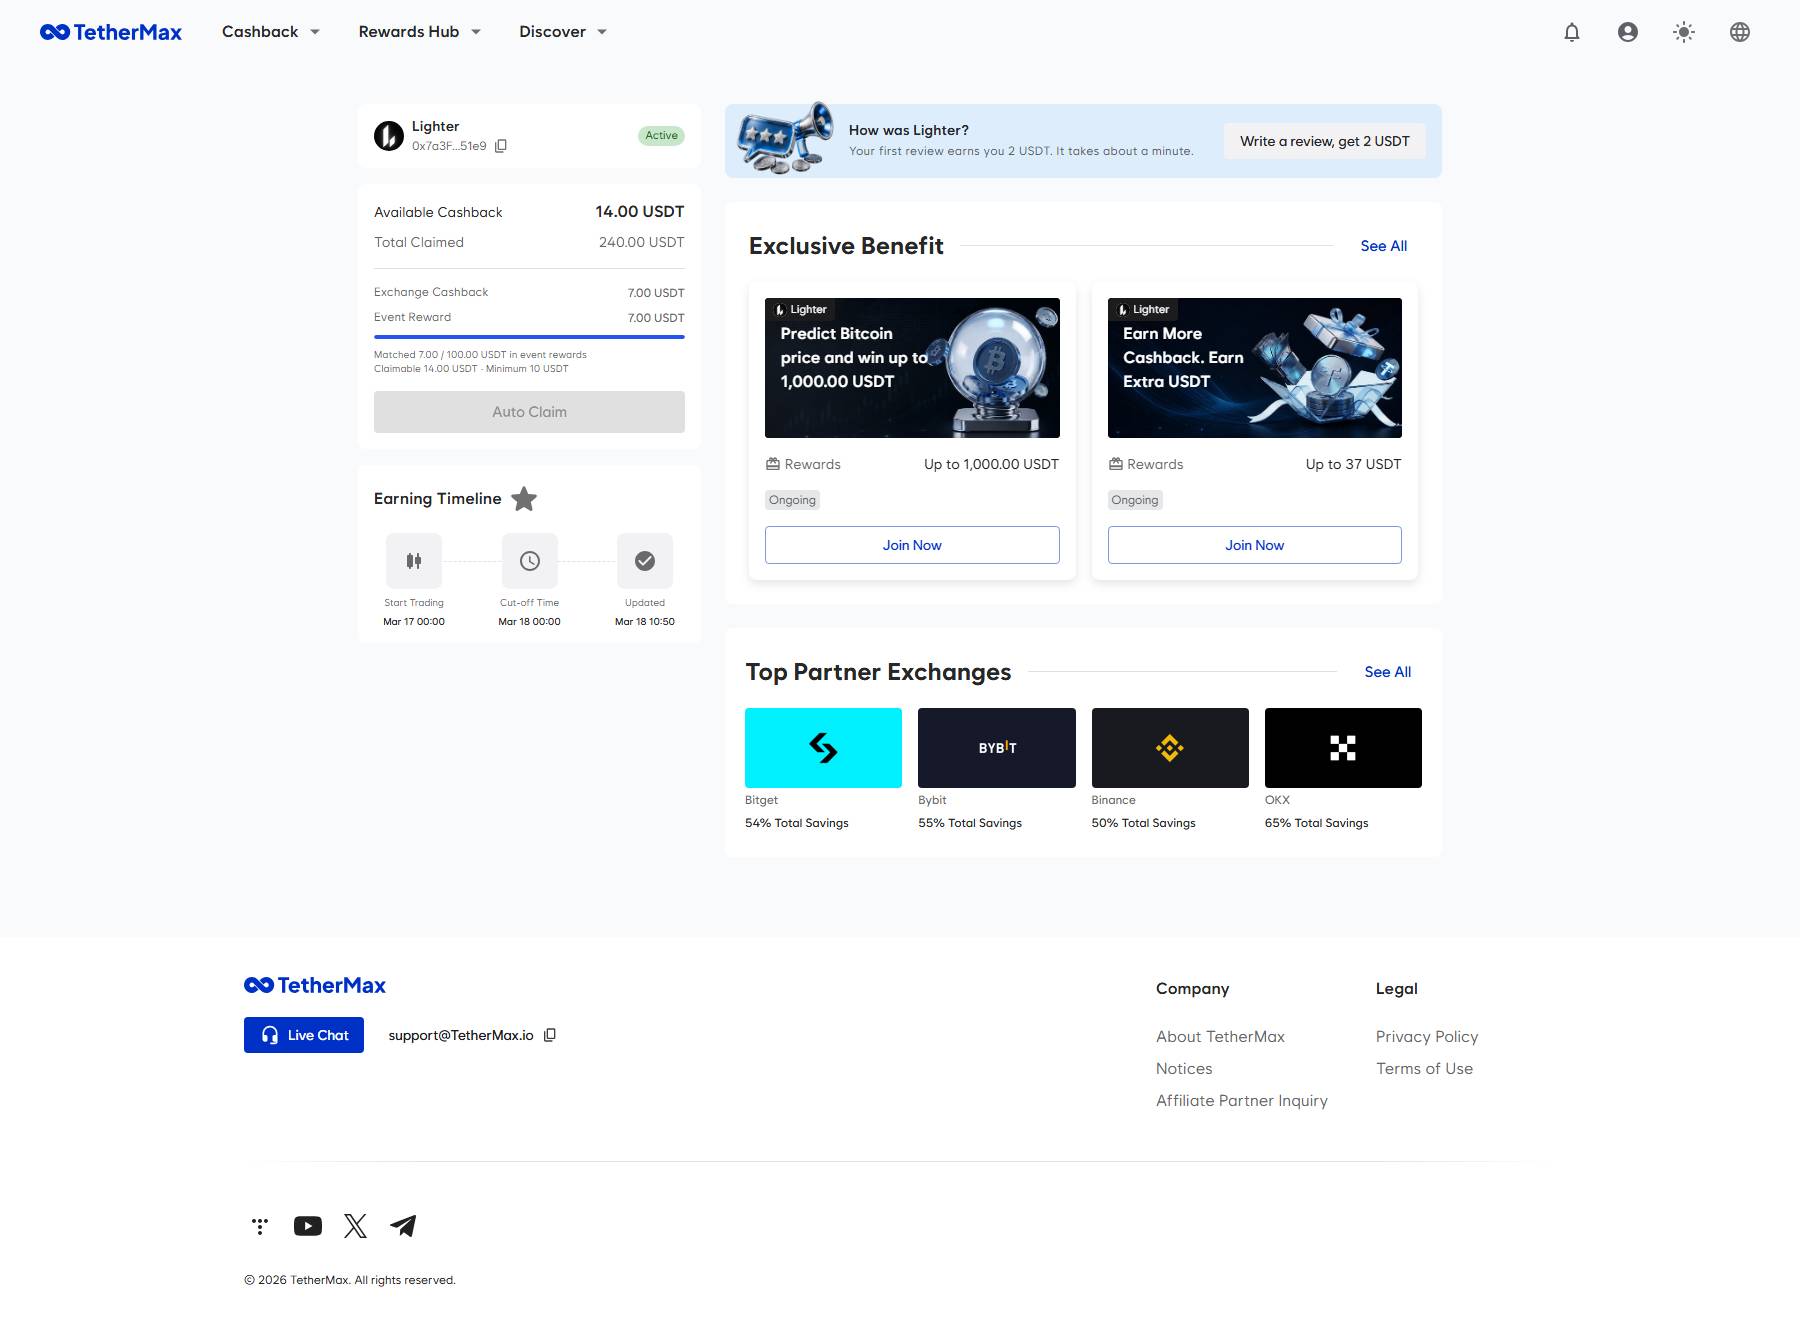 TetherMax
Cashback
Rewards Hub
Discover
Lighter
0x7a3F...51e9
Active
Available Cashback 14.00 USDT
Total Claimed 240.00 USDT
Exchange Cashback 7.00 USDT
Event Reward 7.00 USDT
Matched 7.00 / 100.00 USDT in event rewards
Claimable 14.00 USDT · Minimum 10 USDT
Auto Claim
Earning Timeline
Start Trading
Mar 17 00:00
Cut-off Time
Mar 18 00:00
Updated
Mar 18 10:50
How was Lighter?
Your first review earns you 2 USDT. It takes about a minute.
Write a review, get 2 USDT
Exclusive Benefit
See All
Lighter
Predict Bitcoin
price and win up to
1,000.00 USDT
Rewards Up to 1,000.00 USDT
Ongoing
Join Now
Lighter
Earn More
Cashback. Earn
Extra USDT
Rewards Up to 37 USDT
Ongoing
Join Now
Top Partner Exchanges
See All
Bitget
54% Total Savings
BYBIT
Bybit
55% Total Savings
Binance
50% Total Savings
OKX
65% Total Savings
TetherMax
Live Chat
support@TetherMax.io
Company
About TetherMax
Notices
Affiliate Partner Inquiry
Legal
Privacy Policy
Terms of Use
© 2026 TetherMax. All rights reserved.